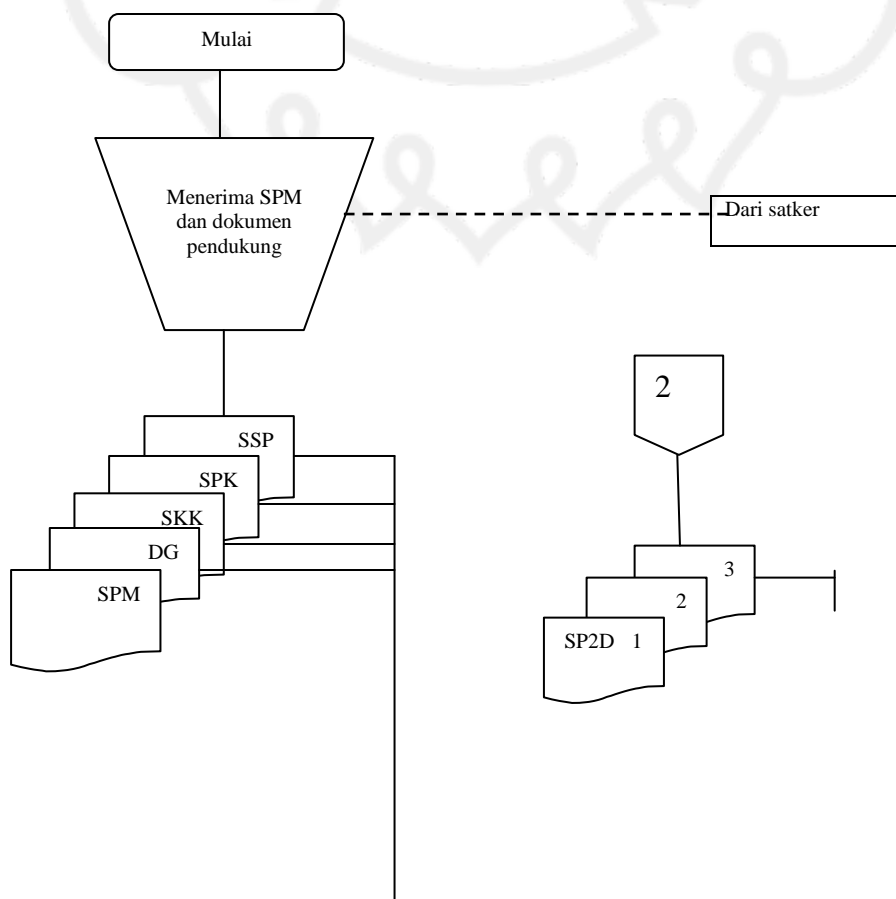 Mulai
Menerima SPM
dan dokumen
pendukung
Dari satker
2
SSP
SPK
SKK
DG
SPM
3
2
SP2D 1